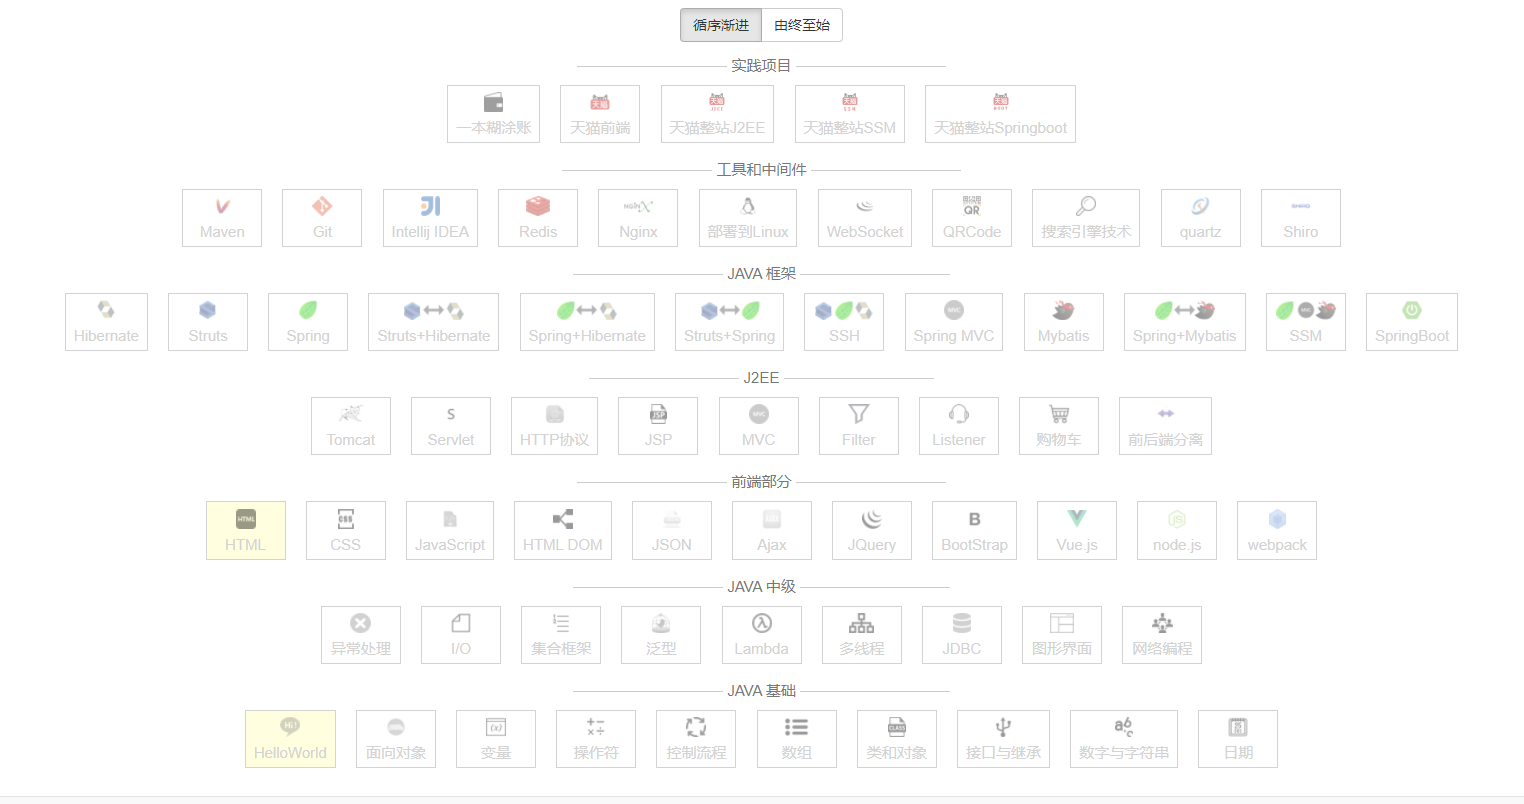 循序渐进 由终至始
实践项目
一本糊涂账 天猫前端 天猫整站J2EE 天猫整站SSM 天猫整站Springboot
工具和中间件
Maven Git Intellij IDEA Redis Nginx 部署到Linux WebSocket QRCode 搜索引擎技术 quartz Shiro
JAVA 框架
Hibernate Struts Spring Struts+Hibernate Spring+Hibernate Struts+Spring SSH Spring MVC Mybatis Spring+Mybatis SSM SpringBoot
J2EE
Tomcat Servlet HTTP协议 JSP MVC Filter Listener 购物车 前后端分离
前端部分
HTML CSS JavaScript HTML DOM JSON Ajax JQuery BootStrap Vue.js node.js webpack
JAVA 中级
异常处理 I/O 集合框架 泛型 Lambda 多线程 JDBC 图形界面 网络编程
JAVA 基础
HelloWorld 面向对象 变量 操作符 控制流程 数组 类和对象 接口与继承 数字与字符串 日期